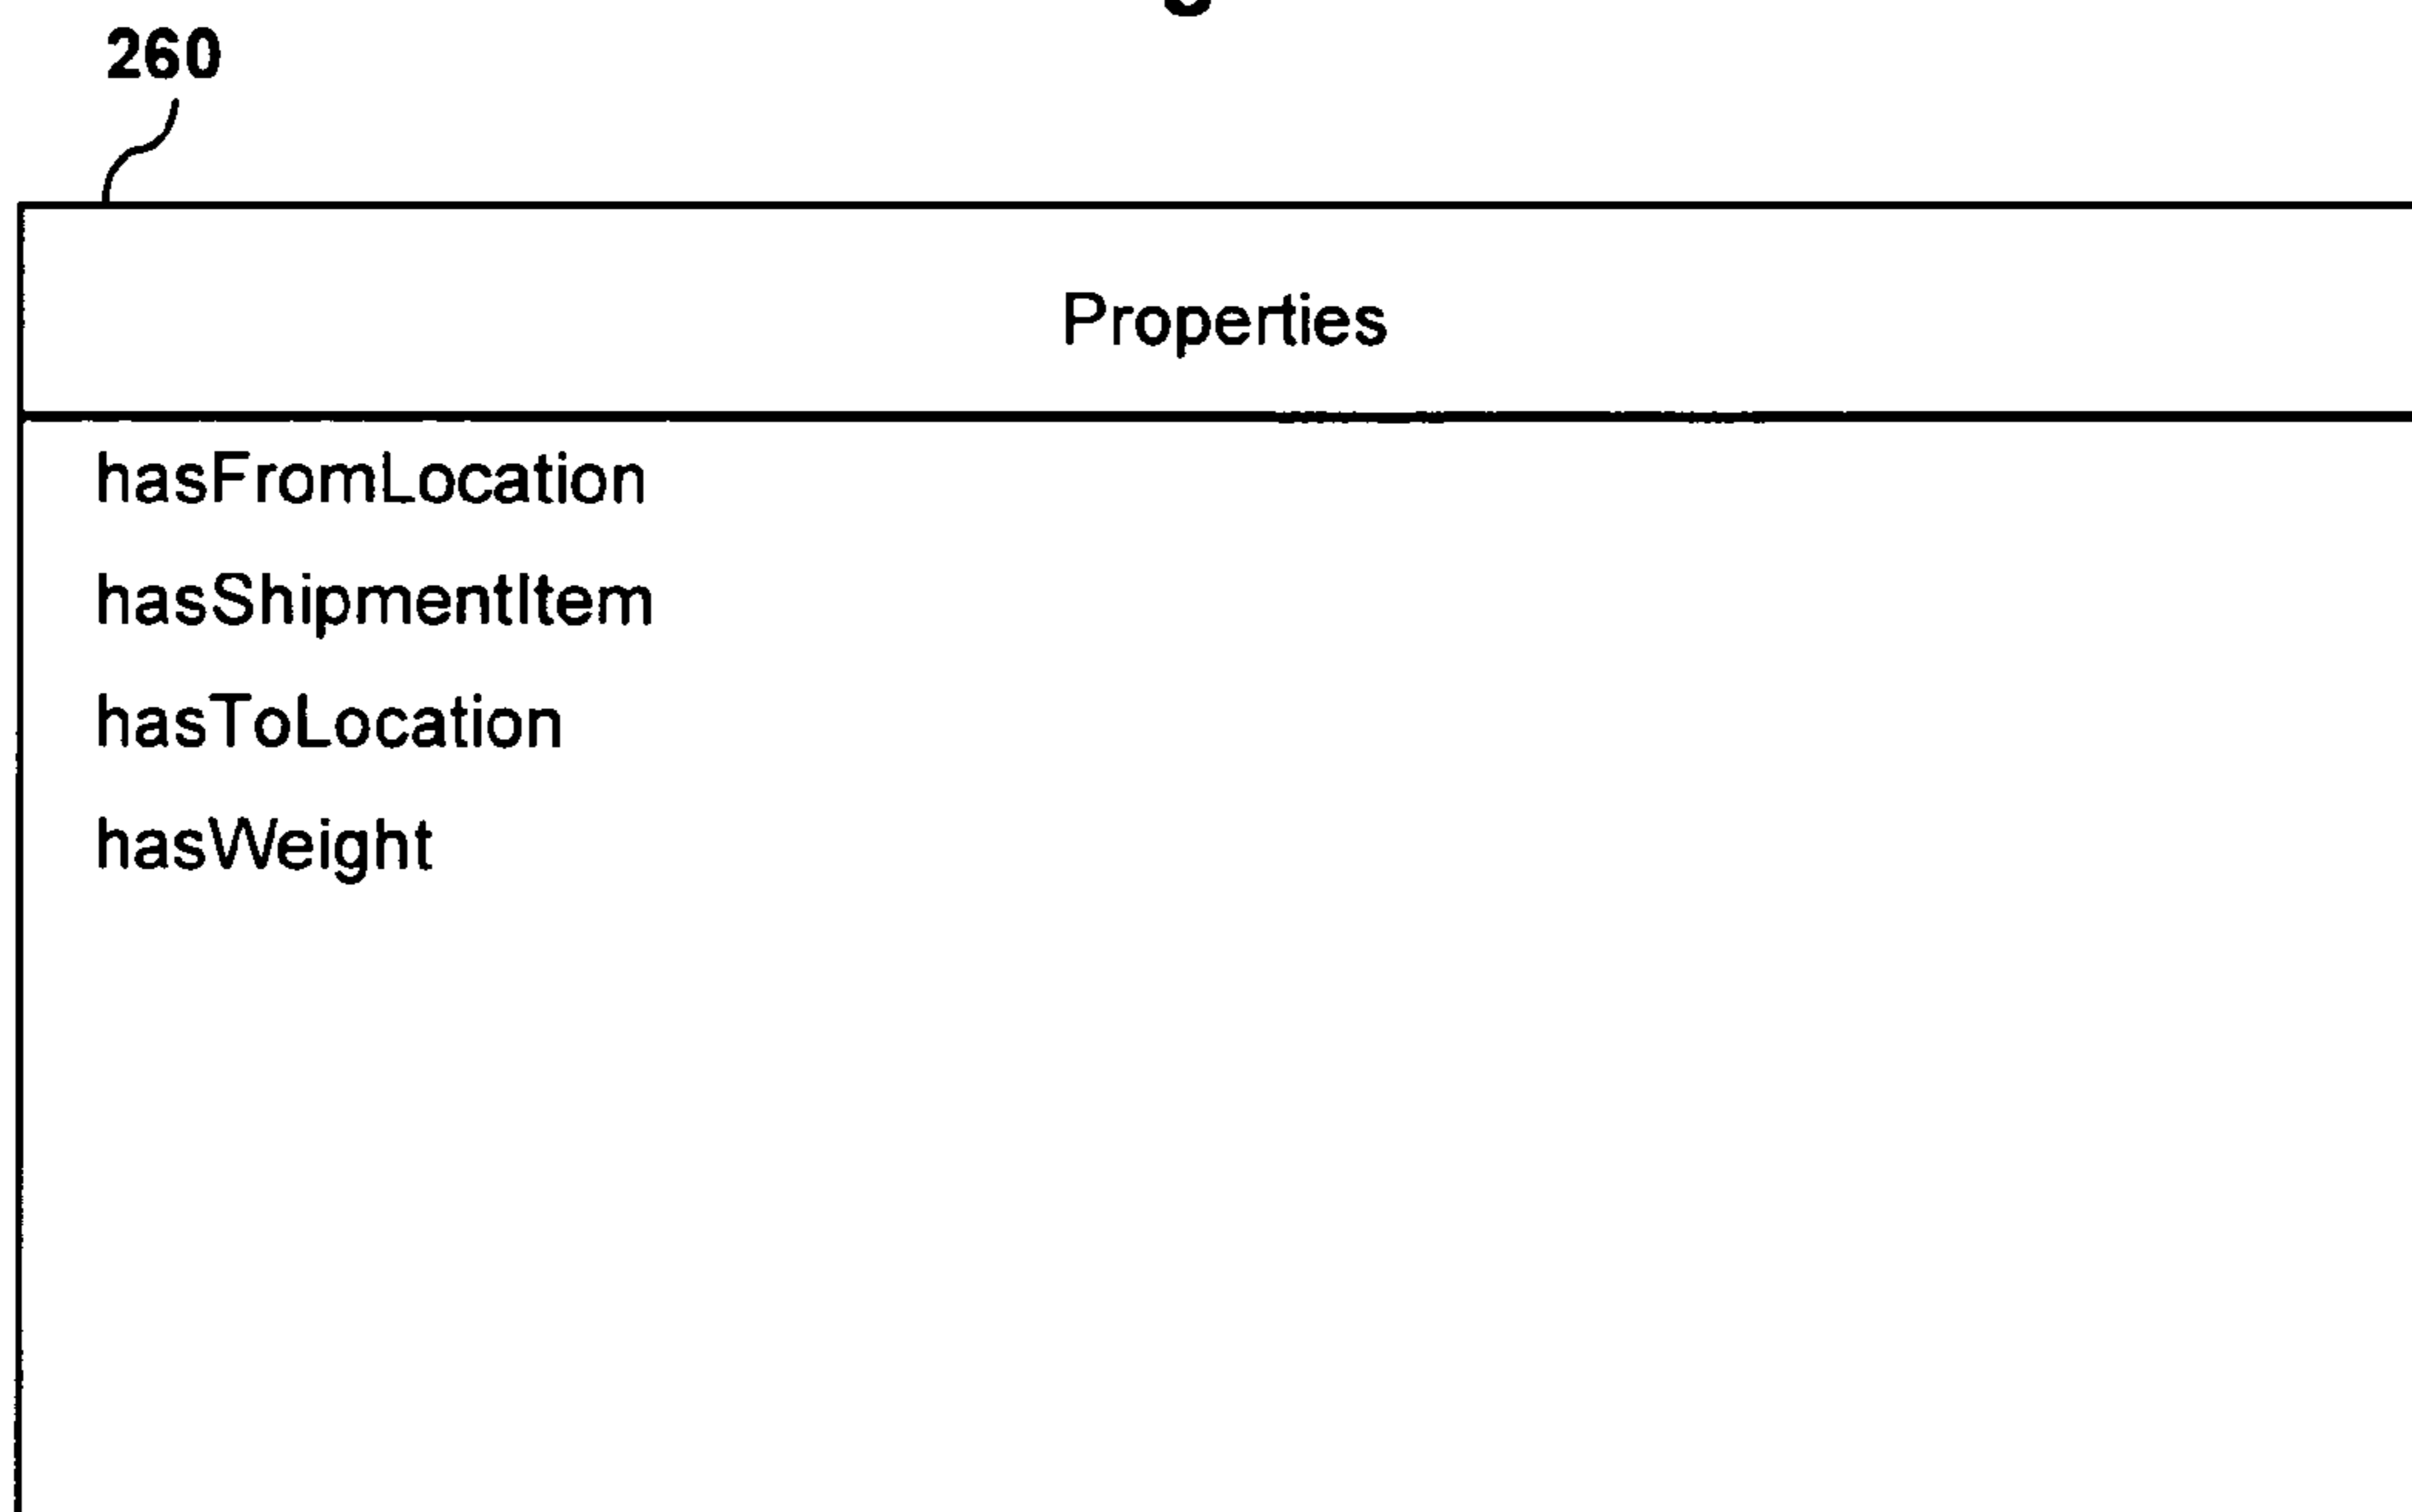 260
Properties
hasFromLocation
hasShipmentItem
hasToLocation
hasWeight